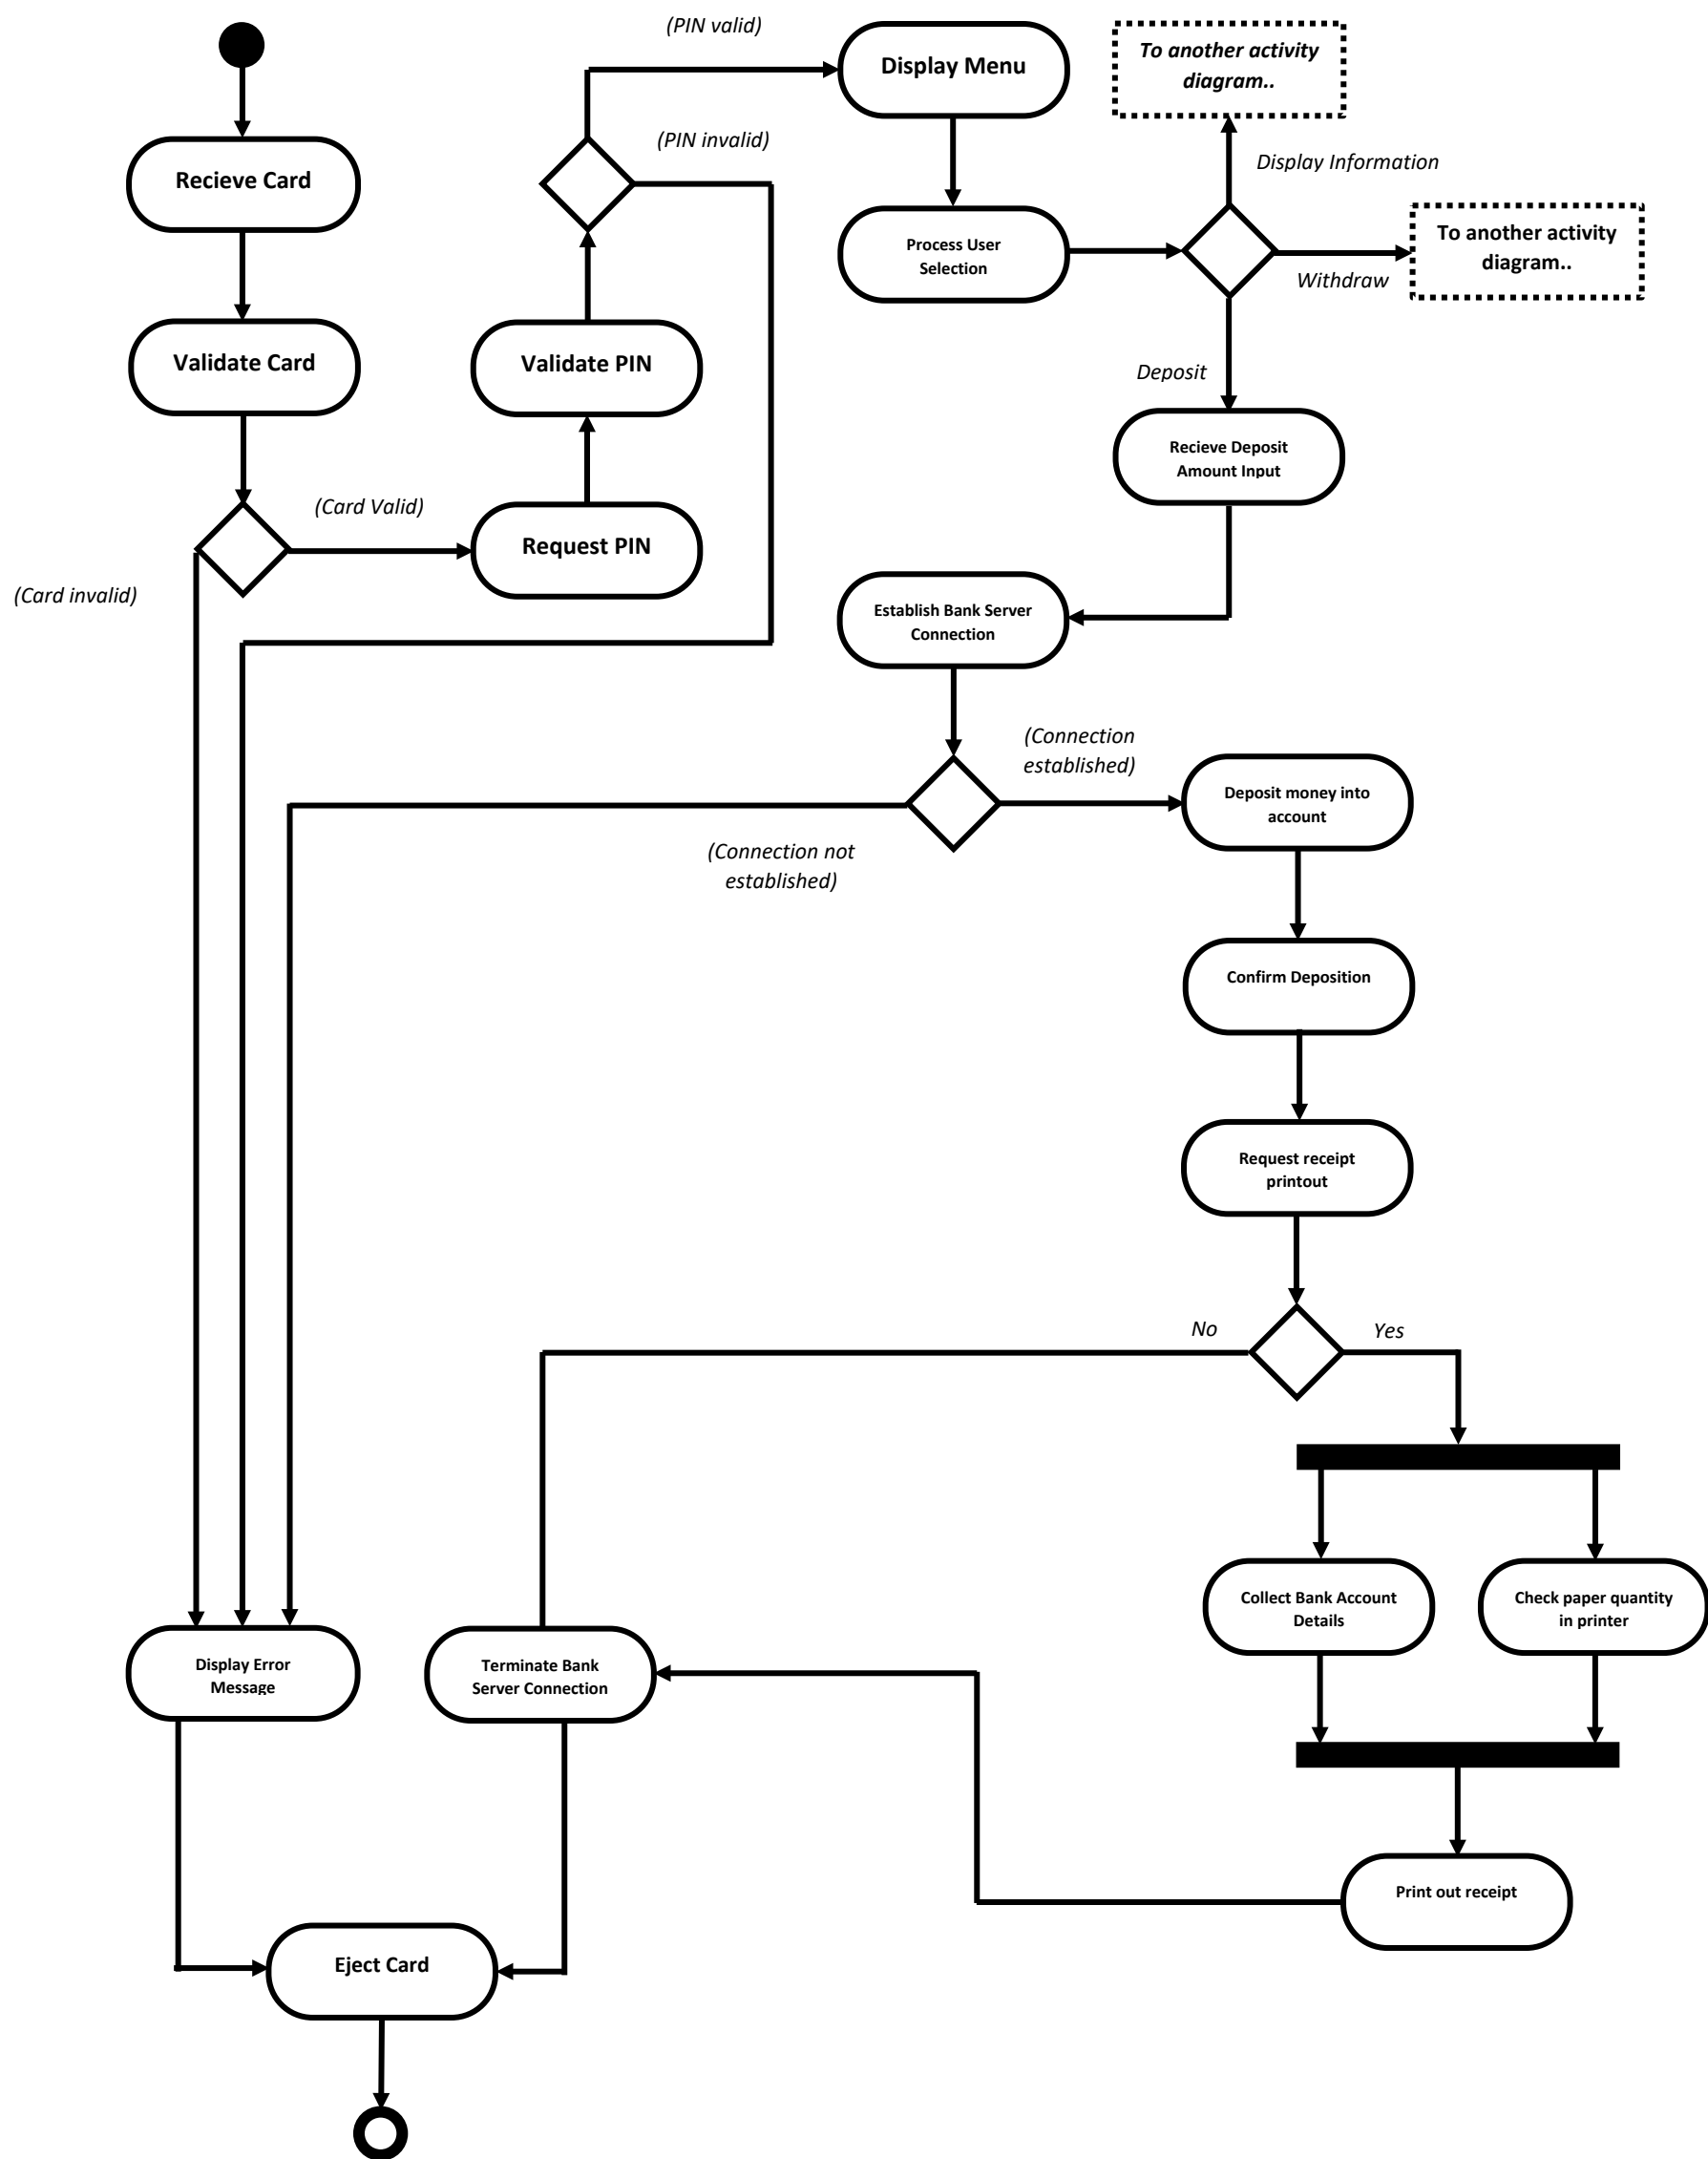 (PIN valid)
Display Menu
To another activity
diagram..
(PIN invalid)
Display Information
Recieve Card
Process User
Selection
To another activity
diagram..
Withdraw
Validate Card
Validate PIN
Deposit
Recieve Deposit
Amount Input
(Card Valid)
Request PIN
(Card invalid)
Establish Bank Server
Connection
(Connection
established)
Deposit money into
account
(Connection not
established)
Confirm Deposition
Request receipt
printout
No
Yes
Collect Bank Account
Details
Check paper quantity
in printer
Display Error
Message
Terminate Bank
Server Connection
Print out receipt
Eject Card